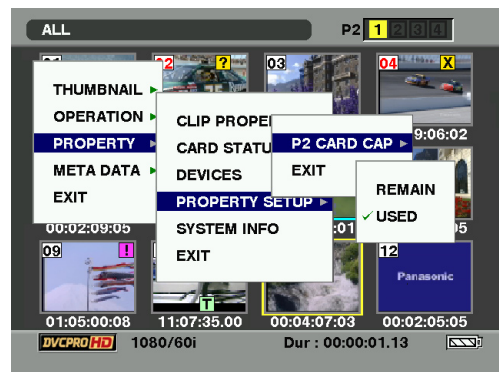 ALL P2 1 2 3 4
02 ? 03 04 X
THUMBNAIL
OPERATION
PROPERTY
META DATA
EXIT
CLIP PROPE
CARD STATU
DEVICES
PROPERTY SETUP
SYSTEM INFO
EXIT
P2 CARD CAP
EXIT
REMAIN
✓ USED
9:06:02
00:02:09:05 :01 05
09 ! 12
T
Panasonic
01:05:00:08 11:07:35.00 00:04:07:03 00:02:05:05
DVCPRO HD 1080/60i Dur : 00:00:01.13